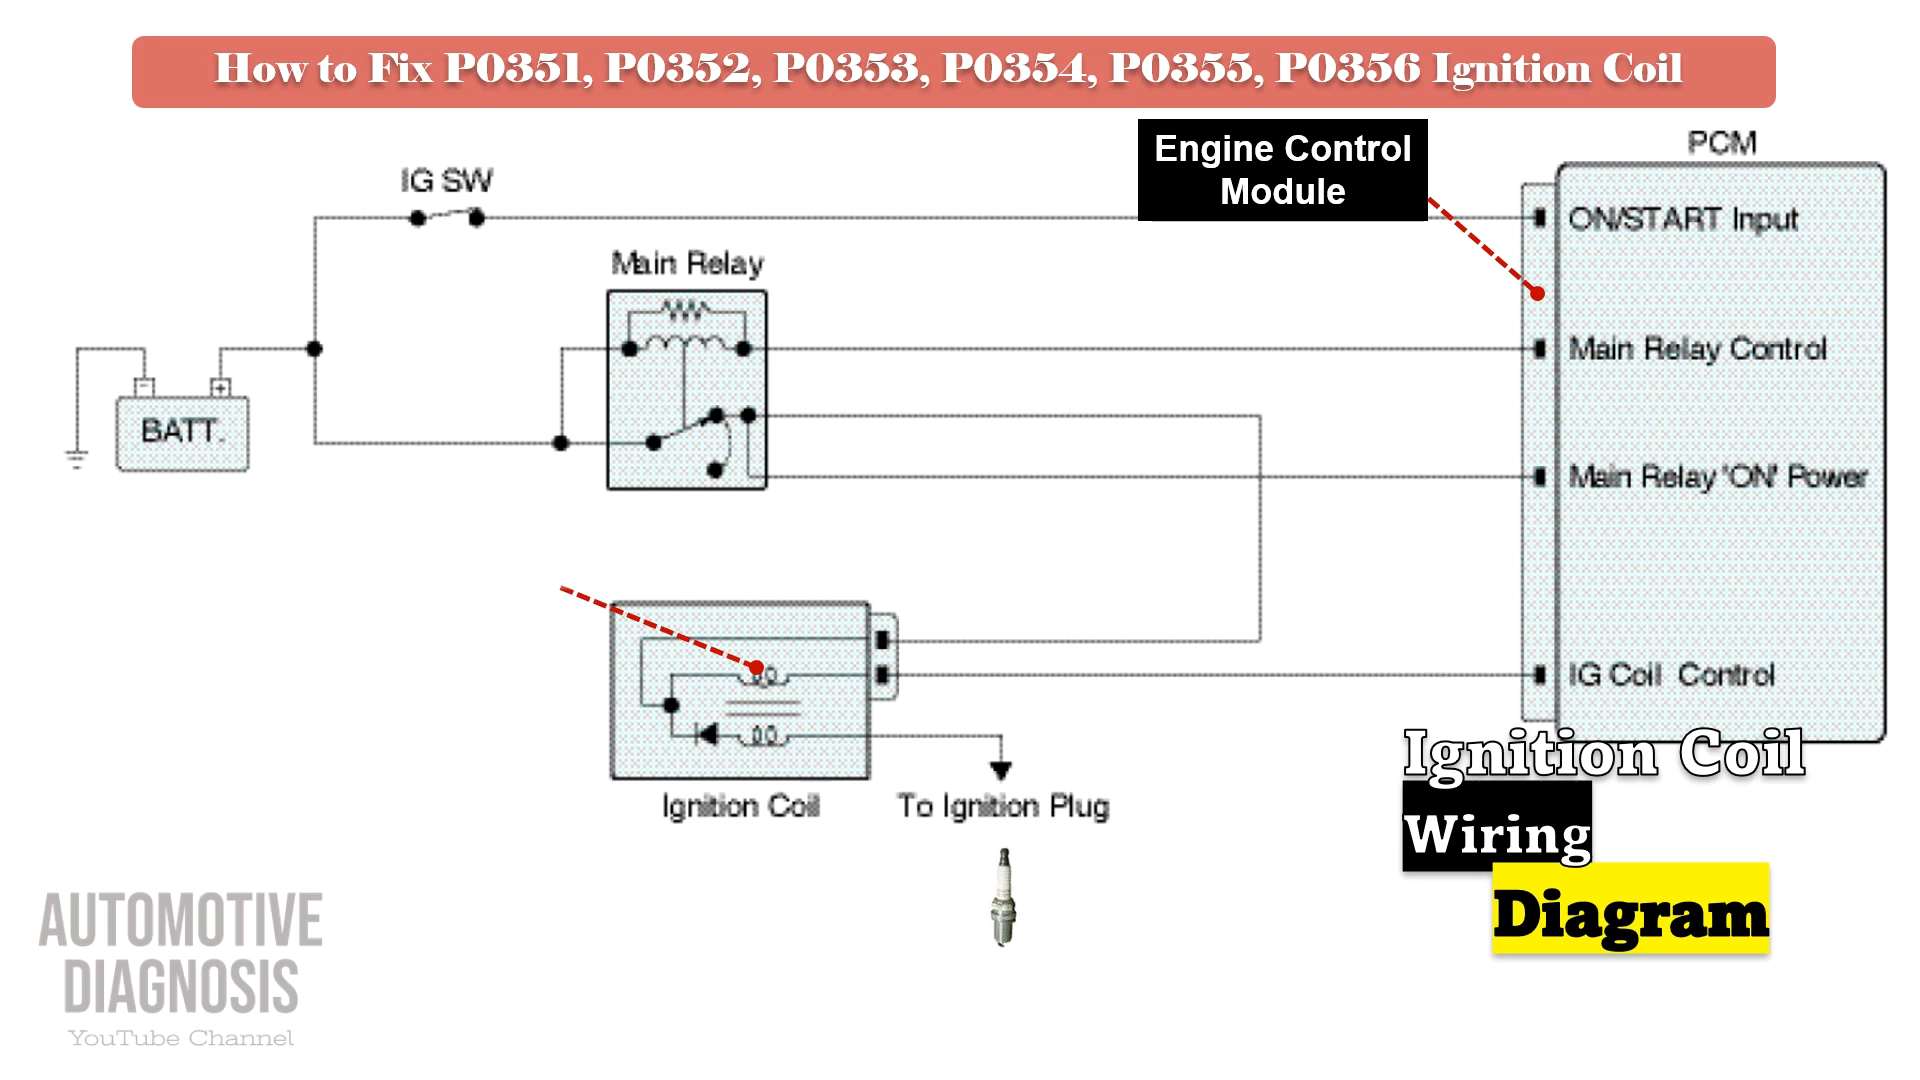 How to Fix P0351, P0352, P0353, P0354, P0355, P0356 Ignition Coil
Engine Control
Module
PCM
IG SW
ON/START Input
Main Relay
Main Relay Control
- +
BATT.
Main Relay 'ON' Power
IG Coil Control
Ignition Coil
To Ignition Plug
Ignition Coil
Wiring
Diagram
AUTOMOTIVE
DIAGNOSIS
YouTube Channel